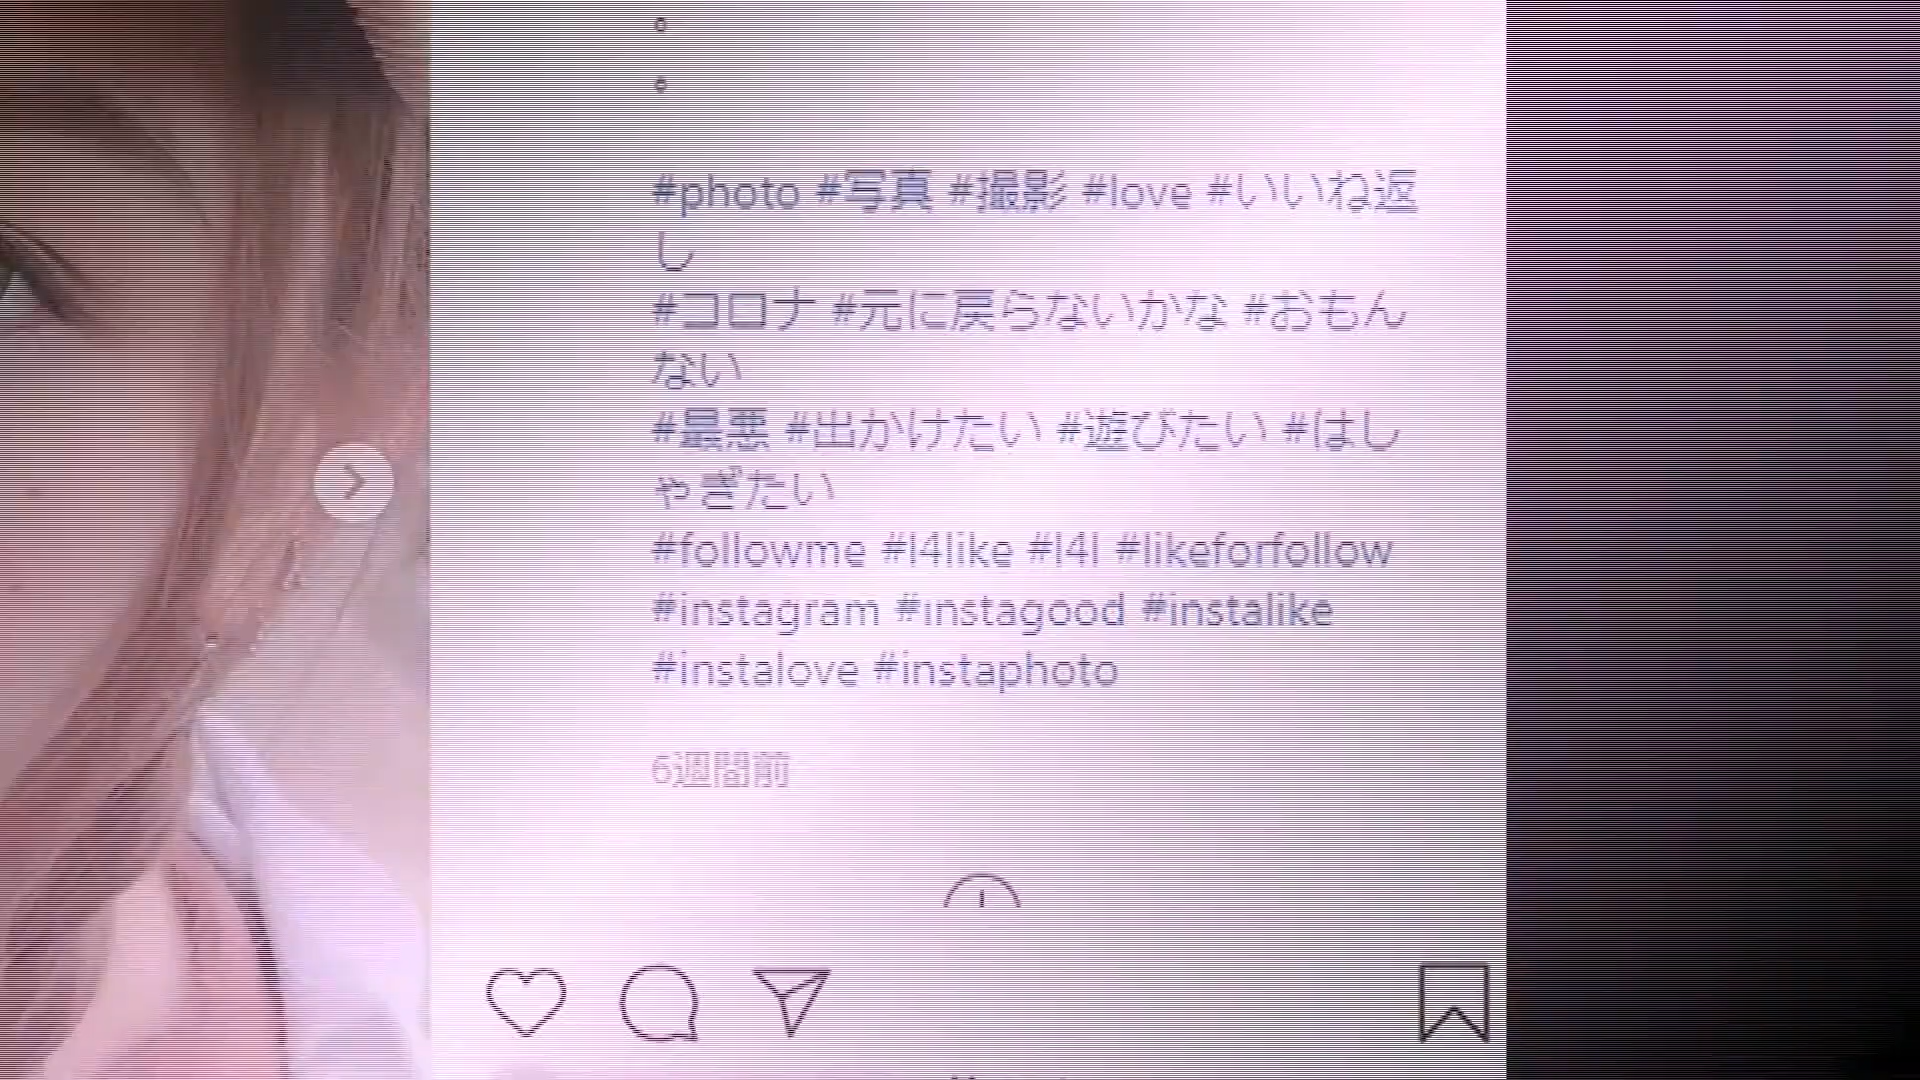 #photo #写真 #撮影 #love #いいね返
し
#コロナ #元に戻らないかな #おもん
ない
#最悪 #出かけたい #遊びたい #はし
ゃぎたい
#followme #l4like #l4l #likeforfollow
#instagram #instagood #instalike
#instalove #instaphoto
6週間前